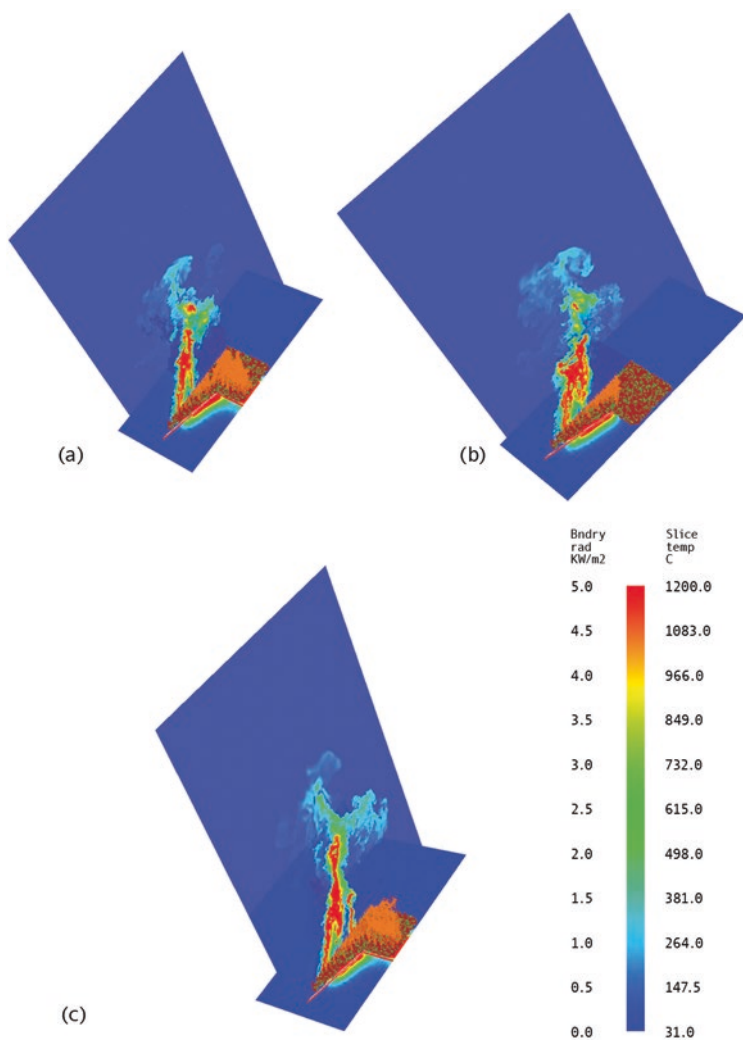 (a)
(b)
Bndry Slice
rad temp
KW/m2 C
5.0 1200.0
4.5 1083.0
4.0 966.0
3.5 849.0
3.0 732.0
2.5 615.0
2.0 498.0
1.5 381.0
1.0 264.0
0.5 147.5
0.0 31.0
(c)